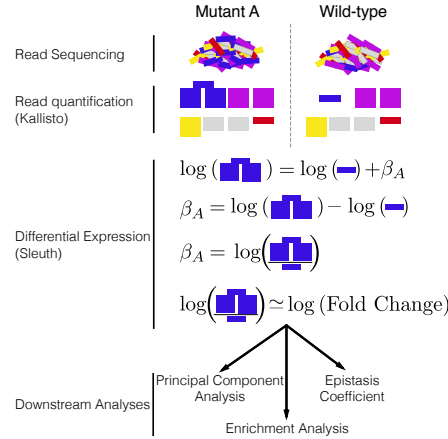 Mutant A
Wild-type
Read Sequencing
Read quantification
(Kallisto)
log ( ) = log ( ) + β_A
β_A = log ( ) − log ( )
Differential Expression
(Sleuth)
β_A = log( )
log( ) ≃ log (Fold Change)
Principal Component
Analysis
Epistasis
Coefficient
Downstream Analyses
Enrichment Analysis